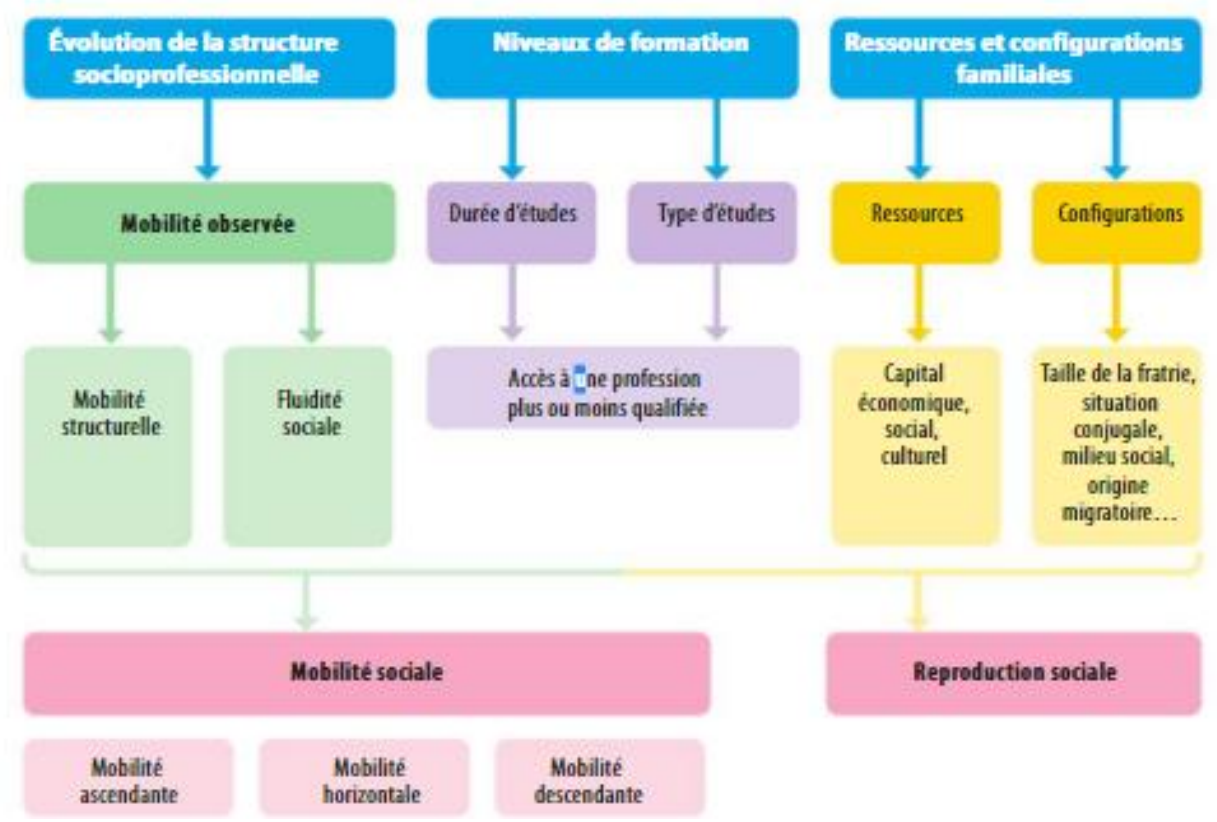 Évolution de la structure
socioprofessionnelle
Niveaux de formation
Ressources et configurations
familiales
Mobilité observée
Durée d'études
Type d'études
Ressources
Configurations
Mobilité
structurelle
Fluidité
sociale
Accès à une profession
plus ou moins qualifiée
Capital
économique,
social,
culturel
Taille de la fratrie,
situation
conjugale,
milieu social,
origine
migratoire...
Mobilité sociale
Reproduction sociale
Mobilité
ascendante
Mobilité
horizontale
Mobilité
descendante